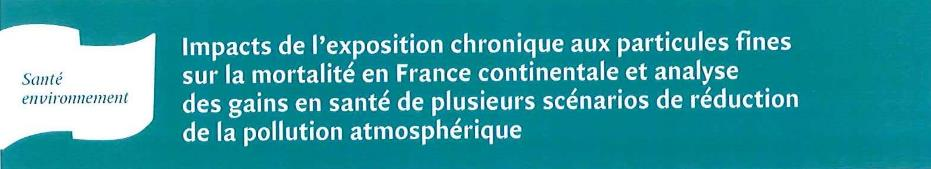 Santé
environnement
Impacts de l'exposition chronique aux particules fines
sur la mortalité en France continentale et analyse
des gains en santé de plusieurs scénarios de réduction
de la pollution atmosphérique